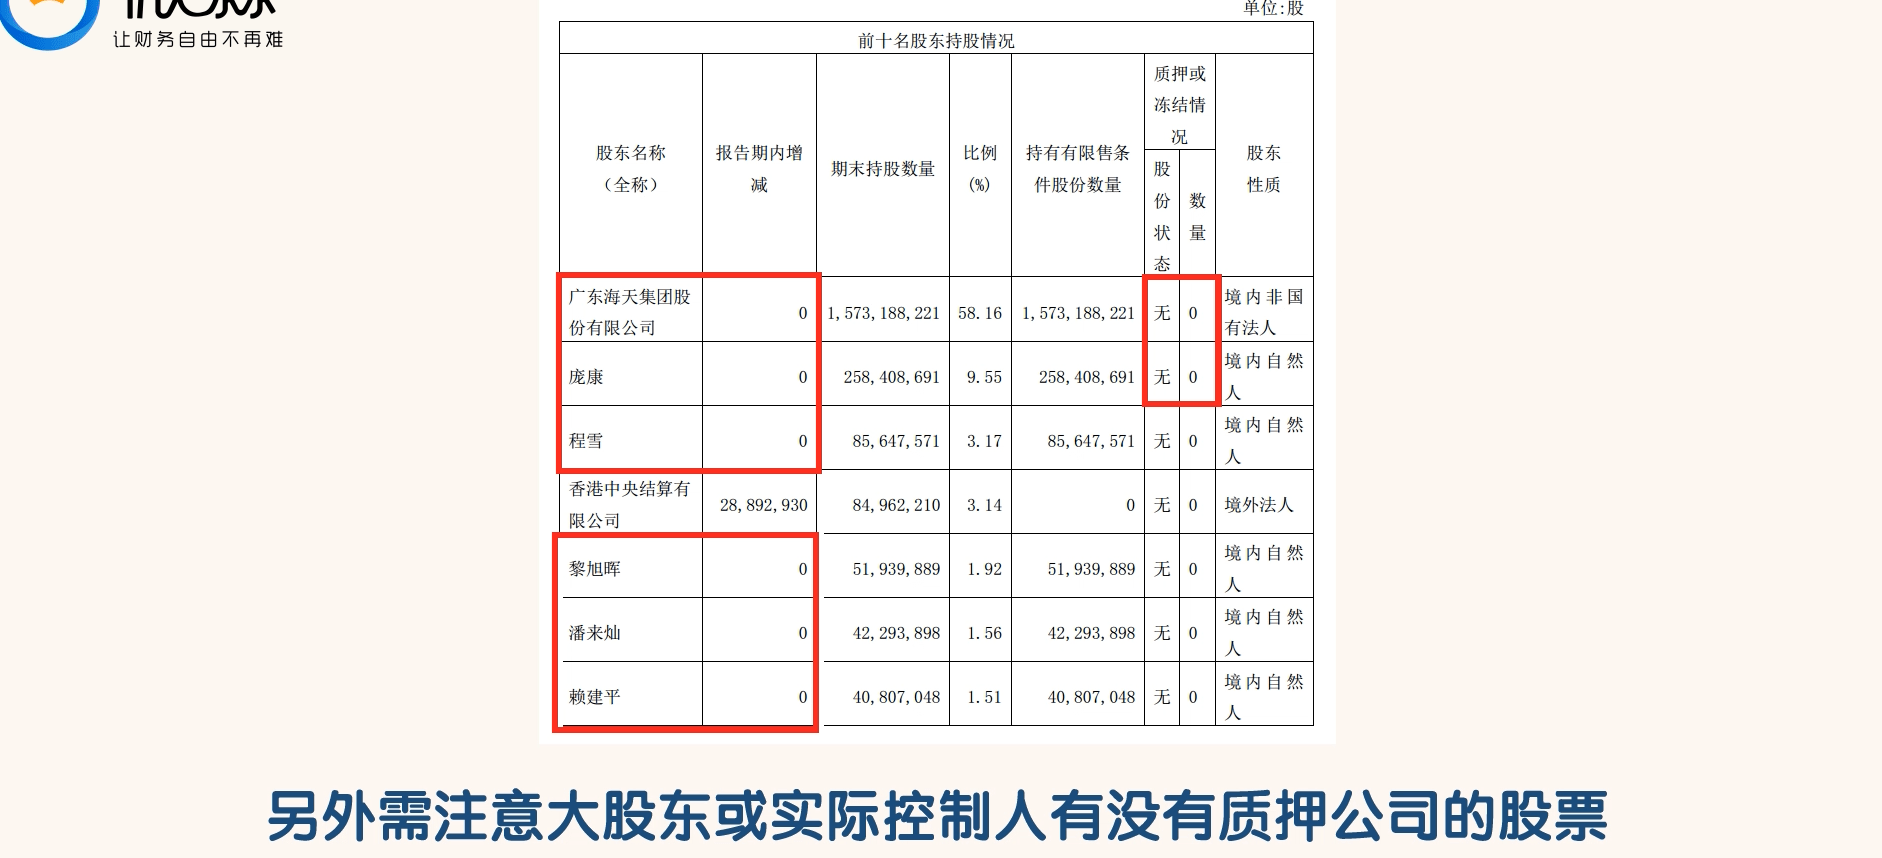 让财务自由不再难
单位:股
前十名股东持股情况
股东名称
（全称）
报告期内增
减
期末持股数量
比例
(%)
持有有限售条
件股份数量
质押或
冻结情
况
股
份
状
态
数
量
股东
性质
广东海天集团股
份有限公司
0
1,573,188,221
58.16
1,573,188,221
无
0
境内非国
有法人
庞康
0
258,408,691
9.55
258,408,691
无
0
境内自然
人
程雪
0
85,647,571
3.17
85,647,571
无
0
境内自然
人
香港中央结算有
限公司
28,892,930
84,962,210
3.14
0
无
0
境外法人
黎旭晖
0
51,939,889
1.92
51,939,889
无
0
境内自然
人
潘来灿
0
42,293,898
1.56
42,293,898
无
0
境内自然
人
赖建平
0
40,807,048
1.51
40,807,048
无
0
境内自然
人
另外需注意大股东或实际控制人有没有质押公司的股票